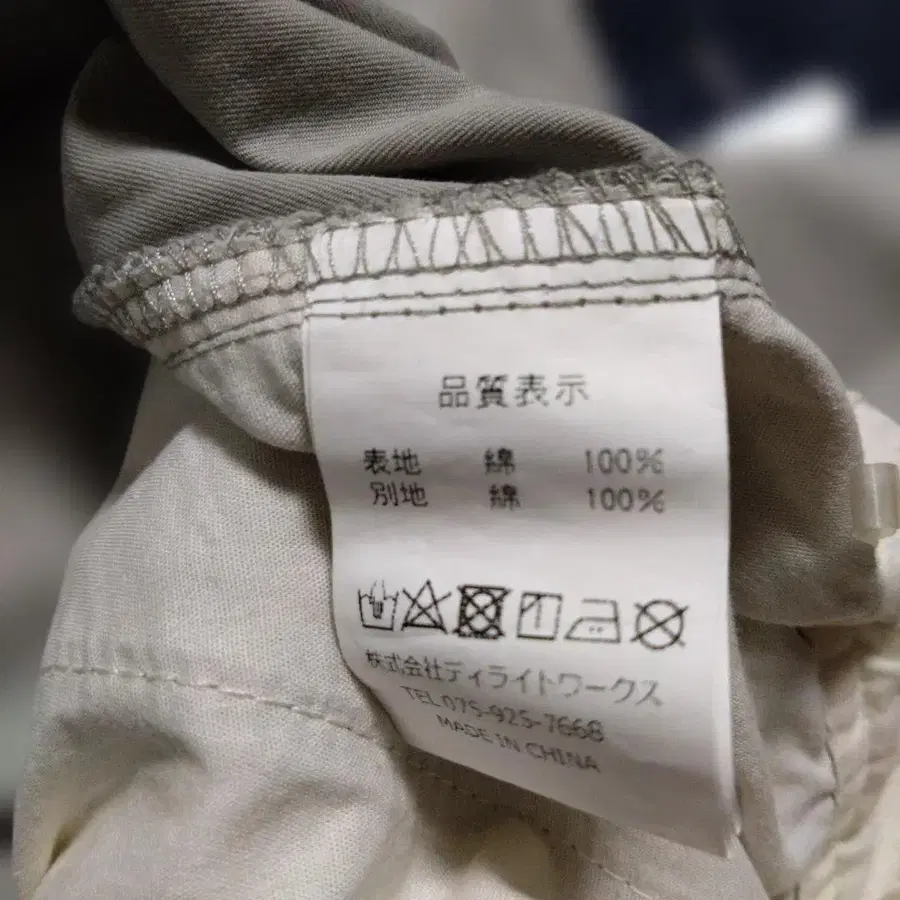 品質表示
表地 綿 100%
別地 綿 100%
株式会社ディライトワークス
TEL 075-925-7668
MADE IN CHINA